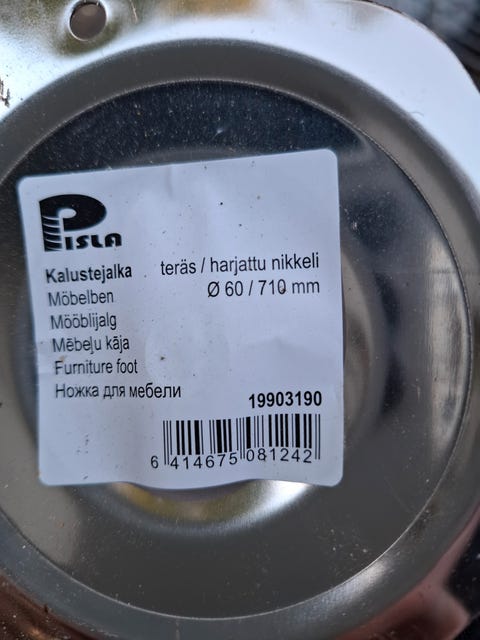 PISLA
Kalustejalka teräs / harjattu nikkeli
Möbelben Ø 60 / 710 mm
Mööblijalg
Mēbeļu kāja
Furniture foot
Ножка для мебели
19903190
6 414675 081242